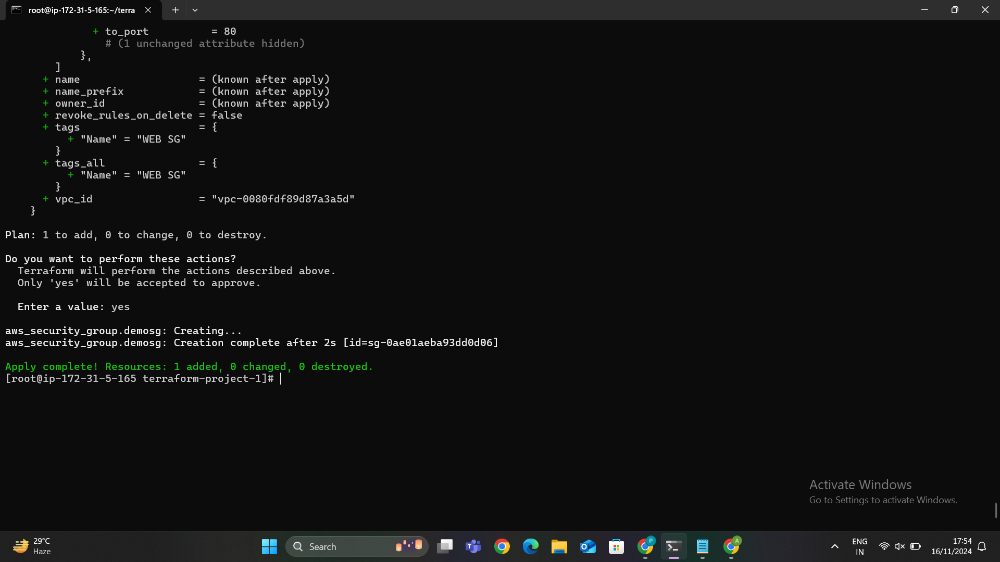 root@ip-172-31-5-165:~/terra
+ to_port = 80
# (1 unchanged attribute hidden)
},
]
+ name = (known after apply)
+ name_prefix = (known after apply)
+ owner_id = (known after apply)
+ revoke_rules_on_delete = false
+ tags = {
+ "Name" = "WEB SG"
}
+ tags_all = {
+ "Name" = "WEB SG"
}
+ vpc_id = "vpc-0080fdf89d87a3a5d"
}
Plan: 1 to add, 0 to change, 0 to destroy.
Do you want to perform these actions?
Terraform will perform the actions described above.
Only 'yes' will be accepted to approve.
Enter a value: yes
aws_security_group.demosg: Creating...
aws_security_group.demosg: Creation complete after 2s [id=sg-0ae01aeba93dd0d06]
Apply complete! Resources: 1 added, 0 changed, 0 destroyed.
[root@ip-172-31-5-165 terraform-project-1]#
Activate Windows
Go to Settings to activate Windows.
29°C
Haze
Search
P
A
ENG
IN
17:54
16/11/2024